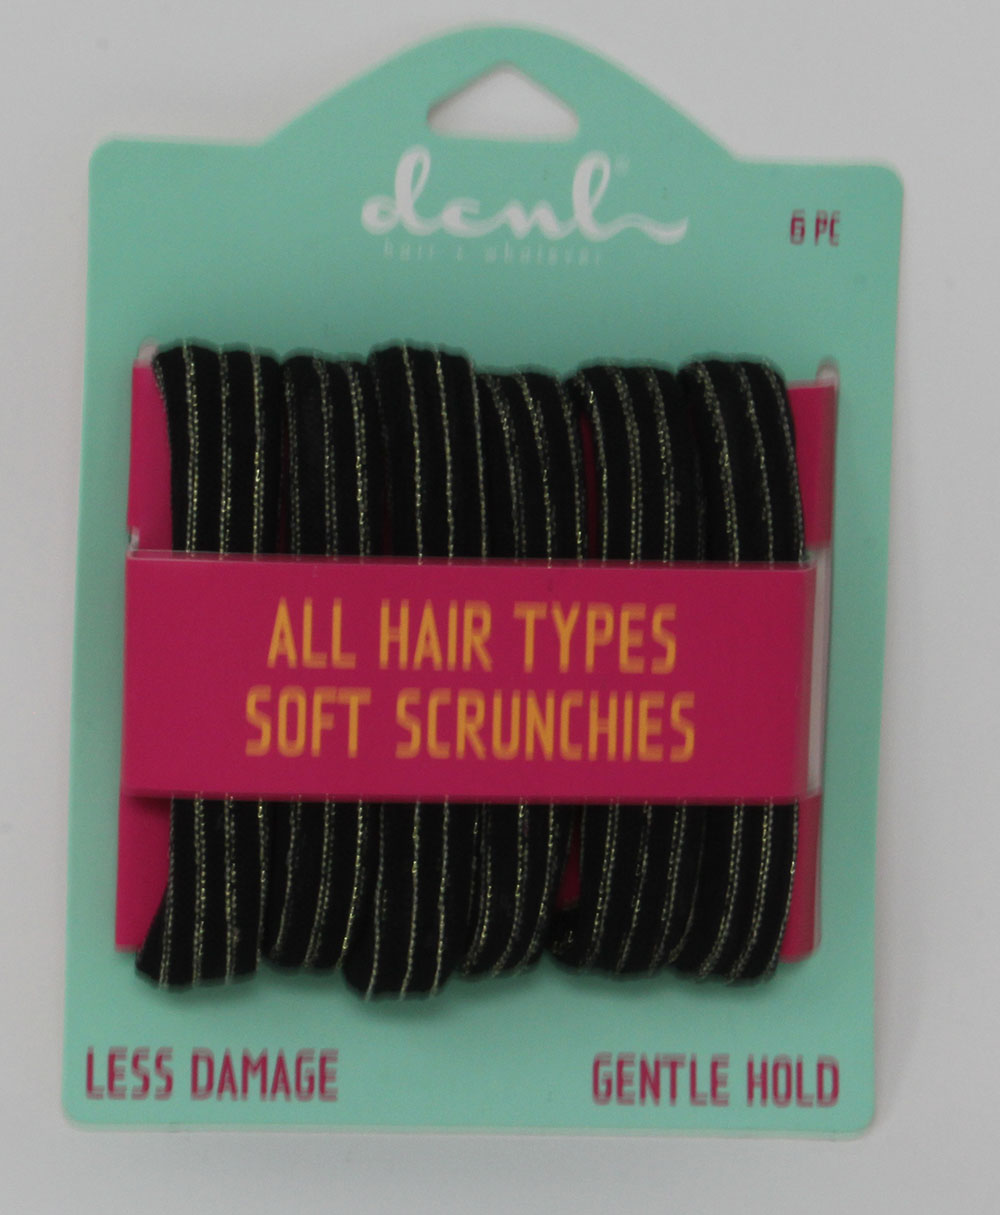 dcnl
hair & whatever
6 PC
ALL HAIR TYPES
SOFT SCRUNCHIES
LESS DAMAGE
GENTLE HOLD